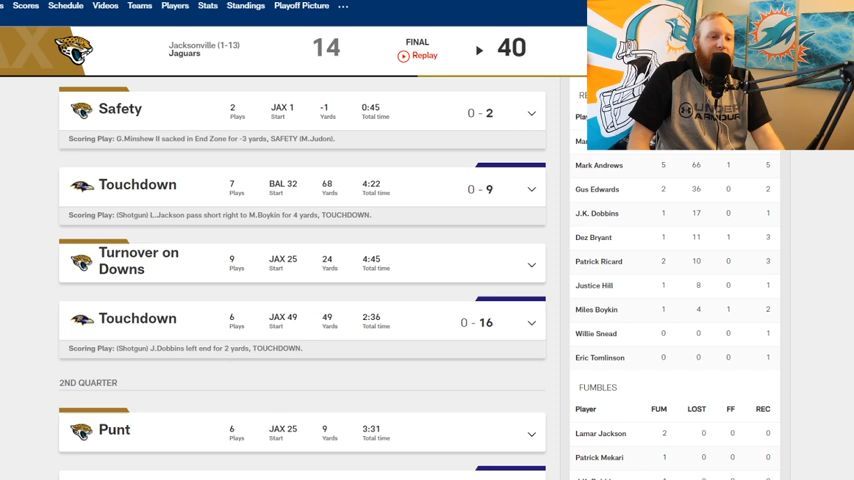 s Scores Schedule Videos Teams Players Stats Standings Playoff Picture ...
Jacksonville (1-13)
Jaguars
14
FINAL
Replay
40
Safety
2
Plays
JAX 1
Start
-1
Yards
0:45
Total time
0 - 2
Scoring Play: G.Minshew II sacked in End Zone for -3 yards, SAFETY (M.Judon).
Touchdown
7
Plays
BAL 32
Start
68
Yards
4:22
Total time
0 - 9
Scoring Play: (Shotgun) L.Jackson pass short right to M.Boykin for 4 yards, TOUCHDOWN.
Turnover on
Downs
9
Plays
JAX 25
Start
24
Yards
4:45
Total time
Touchdown
6
Plays
JAX 49
Start
49
Yards
2:36
Total time
0 - 16
Scoring Play: (Shotgun) J.Dobbins left end for 2 yards, TOUCHDOWN.
2ND QUARTER
Punt
6
Plays
JAX 25
Start
9
Yards
3:31
Total time
UNDER
ARMOUR
Mark Andrews 5 66 1 5
Gus Edwards 2 36 0 2
J.K. Dobbins 1 17 0 1
Dez Bryant 1 11 1 3
Patrick Ricard 2 10 0 3
Justice Hill 1 8 0 1
Miles Boykin 1 4 1 2
Willie Snead 0 0 0 1
Eric Tomlinson 0 0 0 1
FUMBLES
Player FUM LOST FF REC
Lamar Jackson 2 0 0 0
Patrick Mekari 1 0 0 0